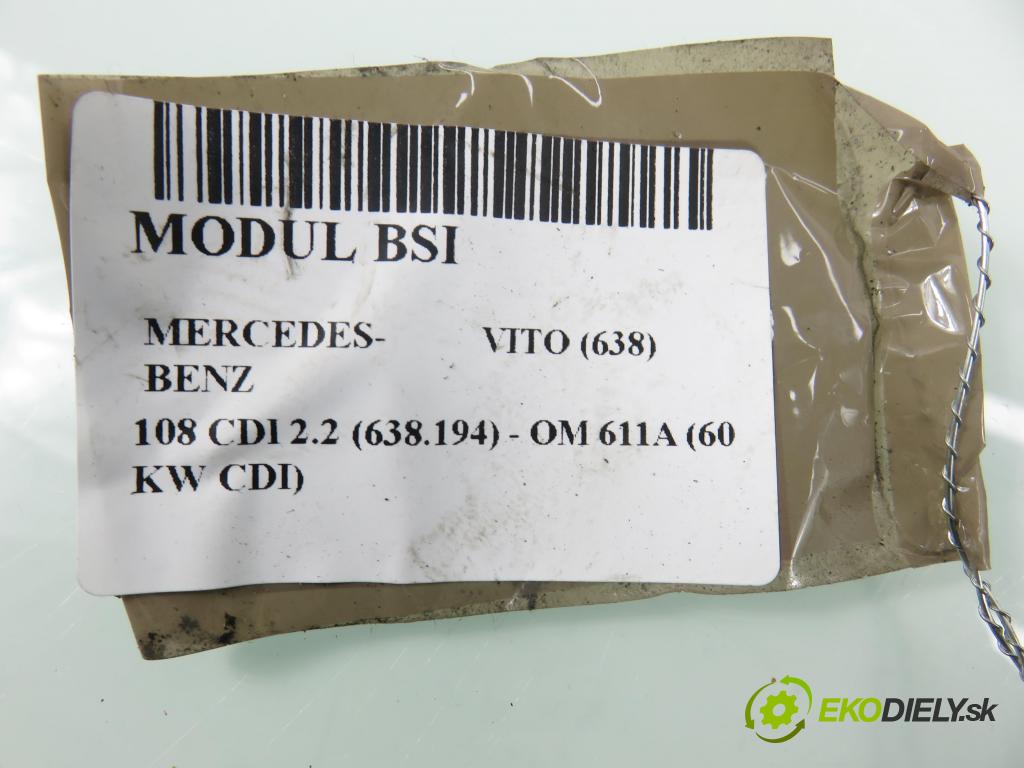 MODUL BSI
MERCEDES- VITO (638)
BENZ
108 CDI 2.2 (638.194) - OM 611A (60
KW CDI)
EKODIELY.sk